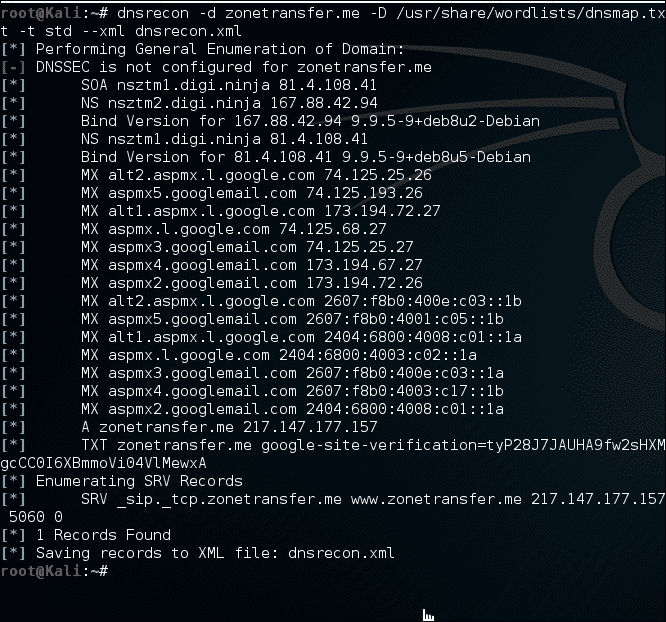 root@Kali:~# dnsrecon -d zonetransfer.me -D /usr/share/wordlists/dnsmap.tx
t -t std --xml dnsrecon.xml
[*] Performing General Enumeration of Domain:
[-] DNSSEC is not configured for zonetransfer.me
[*]      SOA nsztm1.digi.ninja 81.4.108.41
[*]      NS nsztm2.digi.ninja 167.88.42.94
[*]      Bind Version for 167.88.42.94 9.9.5-9+deb8u2-Debian
[*]      NS nsztm1.digi.ninja 81.4.108.41
[*]      Bind Version for 81.4.108.41 9.9.5-9+deb8u5-Debian
[*]      MX alt2.aspmx.l.google.com 74.125.25.26
[*]      MX aspmx5.googlemail.com 74.125.193.26
[*]      MX alt1.aspmx.l.google.com 173.194.72.27
[*]      MX aspmx.l.google.com 74.125.68.27
[*]      MX aspmx3.googlemail.com 74.125.25.27
[*]      MX aspmx4.googlemail.com 173.194.67.27
[*]      MX aspmx2.googlemail.com 173.194.72.26
[*]      MX alt2.aspmx.l.google.com 2607:f8b0:400e:c03::1b
[*]      MX aspmx5.googlemail.com 2607:f8b0:4001:c05::1b
[*]      MX alt1.aspmx.l.google.com 2404:6800:4008:c01::1a
[*]      MX aspmx.l.google.com 2404:6800:4003:c02::1a
[*]      MX aspmx3.googlemail.com 2607:f8b0:400e:c03::1a
[*]      MX aspmx4.googlemail.com 2607:f8b0:4003:c17::1b
[*]      MX aspmx2.googlemail.com 2404:6800:4008:c01::1a
[*]      A zonetransfer.me 217.147.177.157
[*]      TXT zonetransfer.me google-site-verification=tyP28J7JAUHA9fw2sHXM
gcCC0I6XBmmoVi04VlMewxA
[*] Enumerating SRV Records
[*]      SRV _sip._tcp.zonetransfer.me www.zonetransfer.me 217.147.177.157
 5060 0
[*] 1 Records Found
[*] Saving records to XML file: dnsrecon.xml
root@Kali:~#